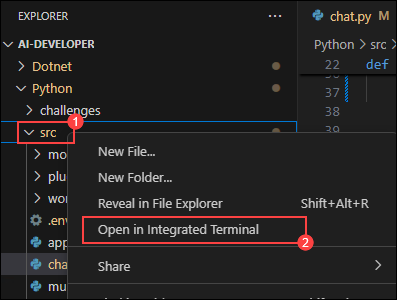 EXPLORER
AI-DEVELOPER
Dotnet
Python
challenges
src
1
mo
plu
wor
.en
app
cha
mu
New File...
New Folder...
Reveal in File Explorer Shift+Alt+R
Open in Integrated Terminal
2
Share
chat.py
Python > src
22 def
36
37
38
39